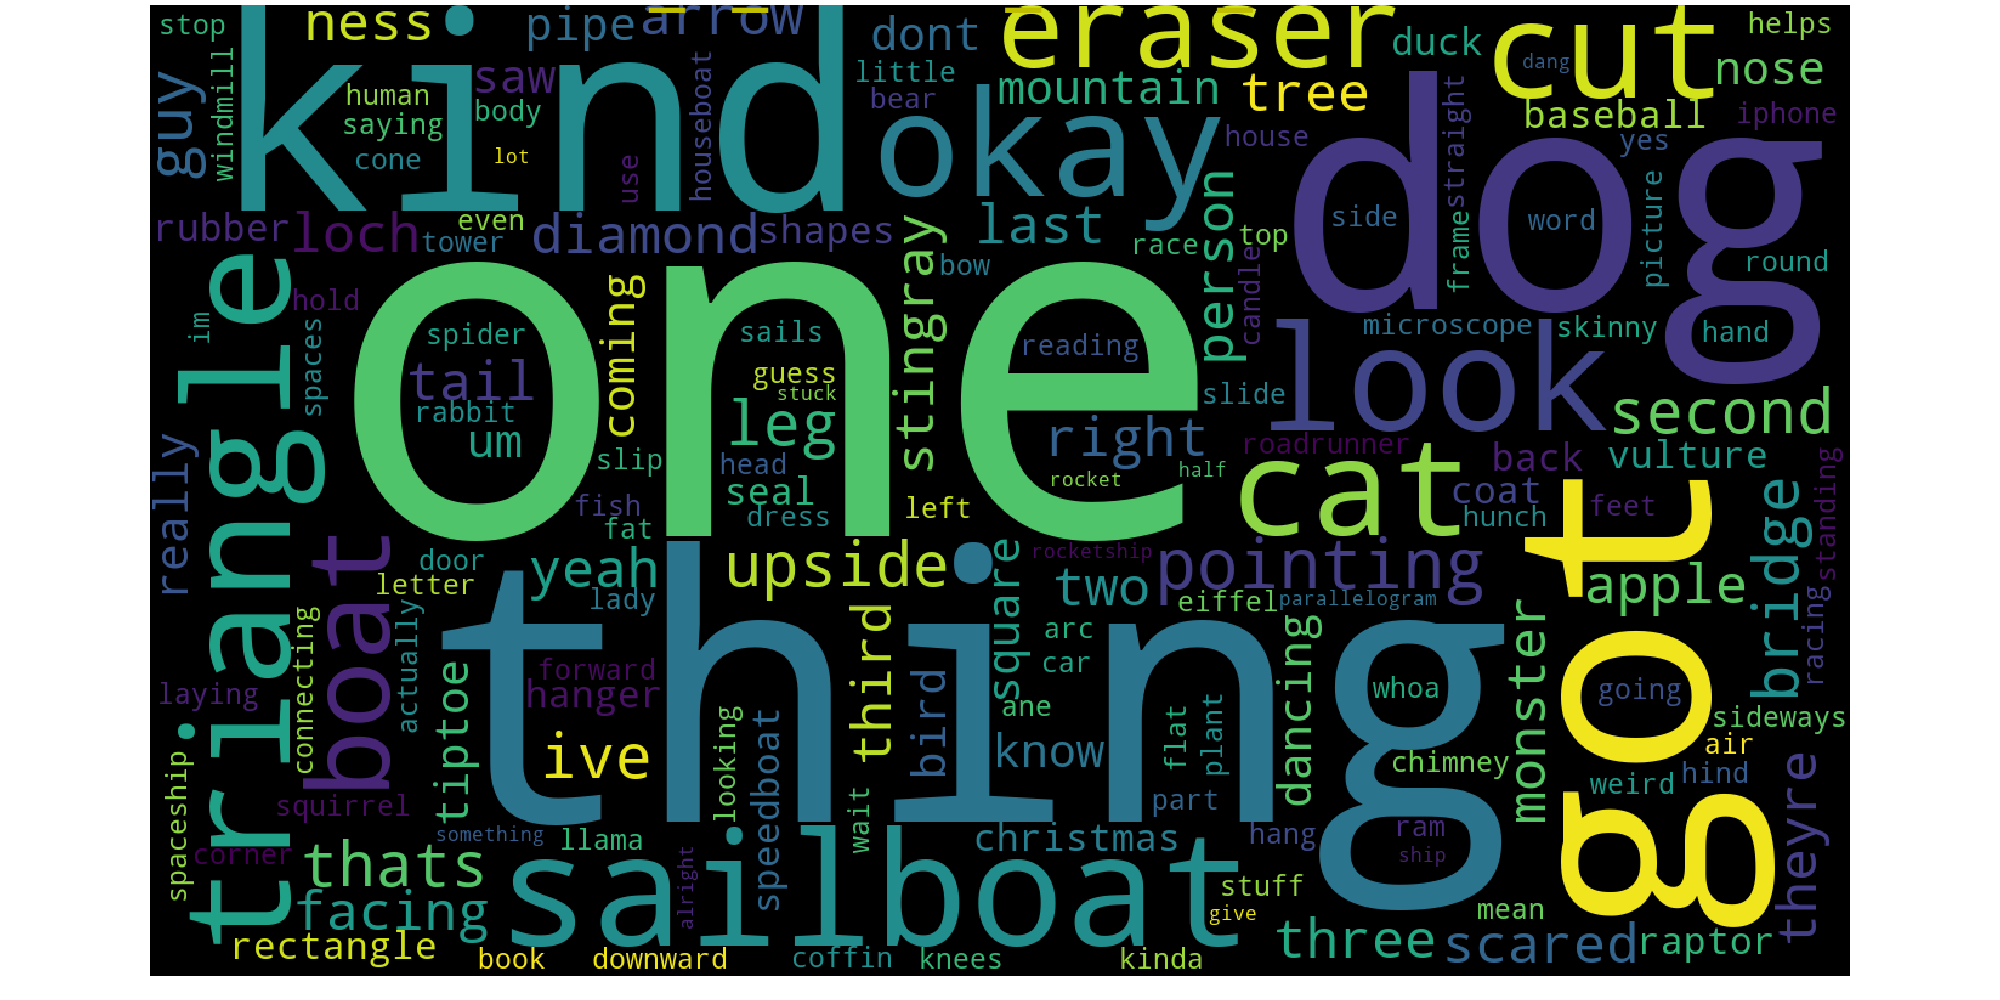 stop
ness
pipe
arrow
dont
eraser
duck
cut
helps
kind
guy
windmill
human
saying
saw
body
cone
lot
use
houseboat
little
bear
mountain
okay
tree
house
straight
dang
nose
baseball
iphone
yes
dog
rubber
loch
even
tower
diamond
shapes
last
race
person
top
side
frame
word
picture
round
bow
candle
triangle
hold
im
spaces
one
spider
tail
rabbit
um
coming
slip
sails
guess
stuck
leg
head
seal
dress
fish
fat
stingray
reading
right
rocket
half
left
slide
microscope
skinny
hand
look
second
roadrunner
cat
back
vulture
coat
hunch
feet
standing
really
boat
door
letter
yeah
lady
upside
square
rocketship
two
pointing
eiffel
parallelogram
got
apple
bridge
racing
connecting
actually
thing
laying
tiptoe
forward
hanger
ive
looking
speedboat
third
bird
arc
car
ane
know
flat
plant
dancing
part
whoa
chimney
monster
going
sideways
air
weird
hind
theyre
spaceship
squirrel
corner
something
thats
facing
llama
alright
wait
christmas
hang
ram
ship
sailboat
stuff
give
mean
rectangle
book
downward
coffin
knees
kinda
three
scared
raptor